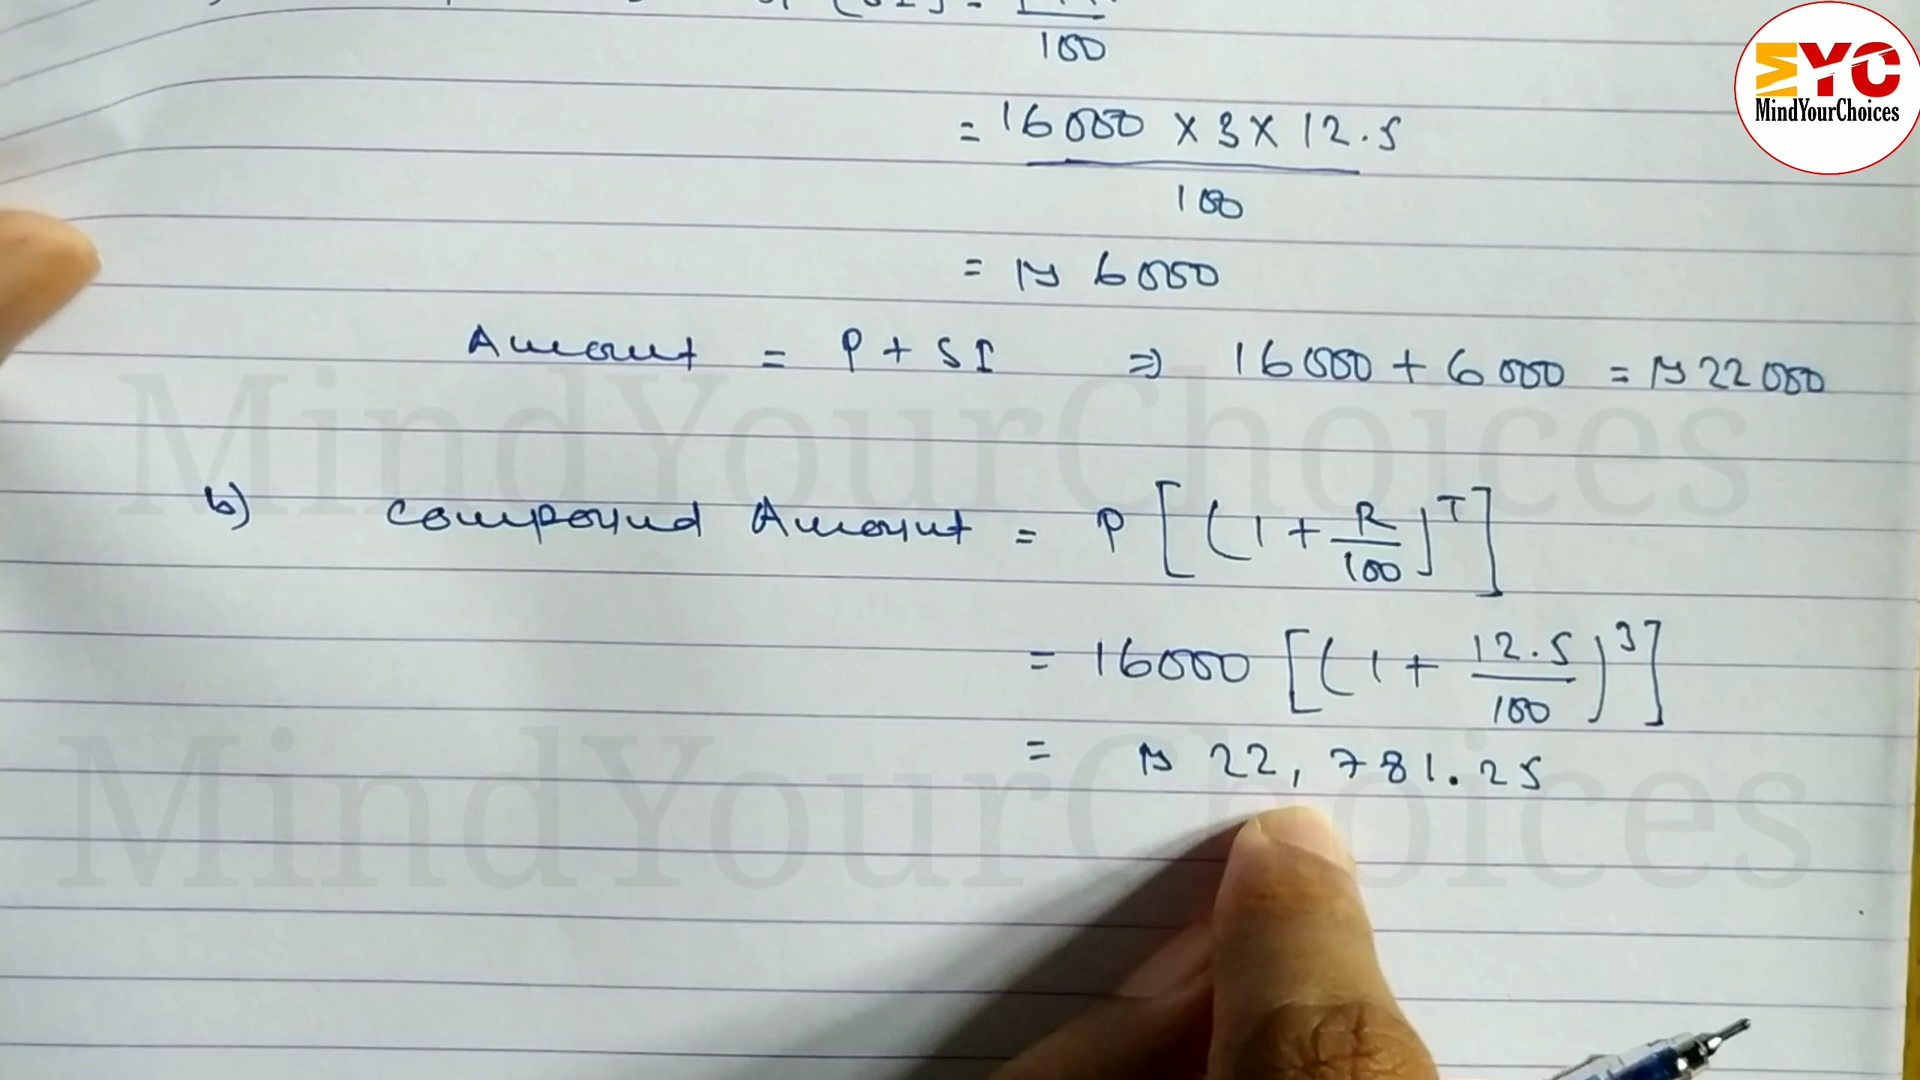 100
MYC
MindYourChoices
= 16000 × 3 × 12.5
100
= Rs 6000
Amount = P + SI ⇒ 16000 + 6000 = Rs 22000
MindYourChoices
b) Compound Amount = P [(1 + R/100)^T]
= 16000 [(1 + 12.5/100)^3]
= Rs 22,781.25
MindYourChoices